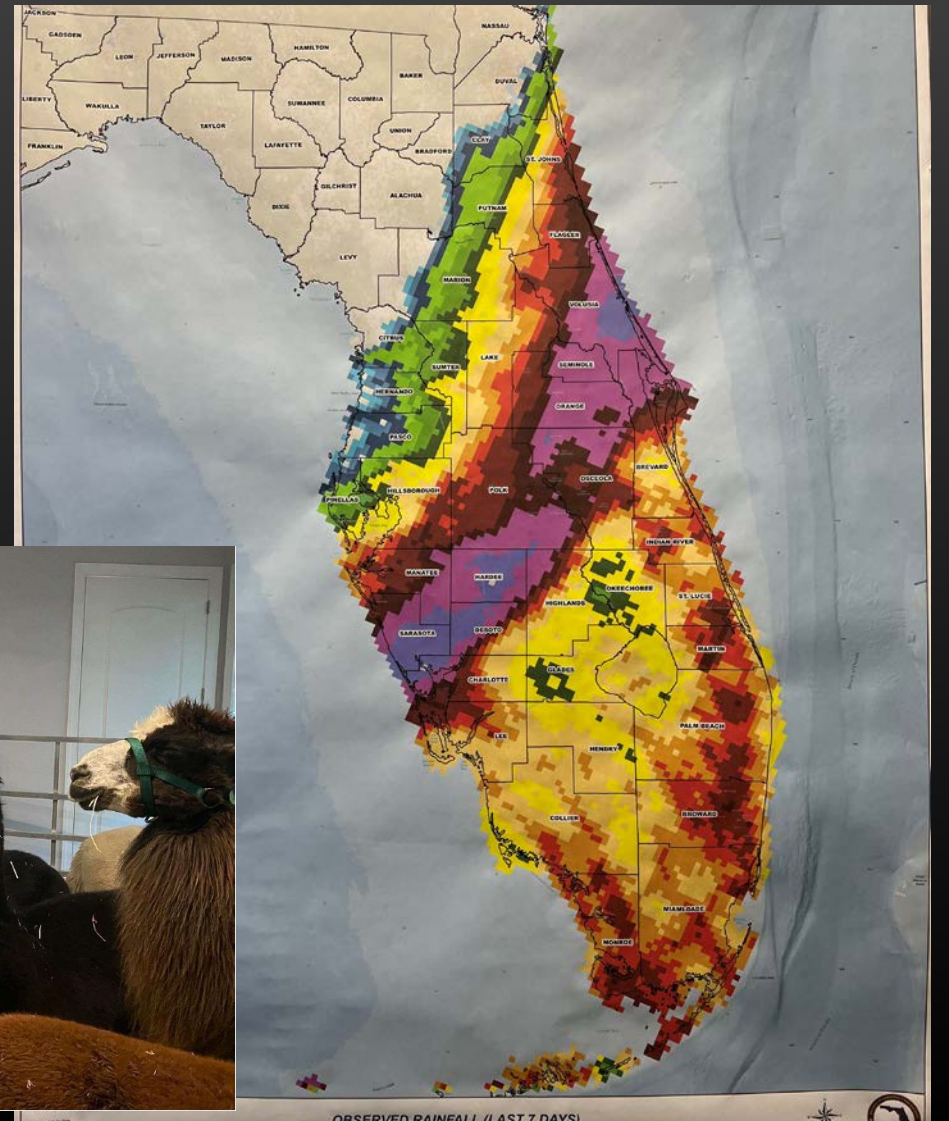 JACKSON
NASSAU
GADSDEN
HAMILTON
LEON
JEFFERSON
MADISON
BAKER
DUVAL
LIBERTY
WAKULLA
SUWANNEE
COLUMBIA
TAYLOR
UNION
CLAY
FRANKLIN
LAFAYETTE
BRADFORD
ST. JOHNS
GILCHRIST
ALACHUA
DIXIE
PUTNAM
FLAGLER
LEVY
MARION
VOLUSIA
CITRUS
LAKE
SUMTER
SEMINOLE
HERNANDO
ORANGE
PASCO
BREVARD
OSCEOLA
PINELLAS
HILLSBOROUGH
POLK
INDIAN RIVER
MANATEE
HARDEE
OKEECHOBEE
HIGHLANDS
ST. LUCIE
SARASOTA
DESOTO
MARTIN
GLADES
CHARLOTTE
PALM BEACH
LEE
HENDRY
COLLIER
BROWARD
MIAMI-DADE
MONROE
OBSERVED RAINFALL (LAST 7 DAYS)